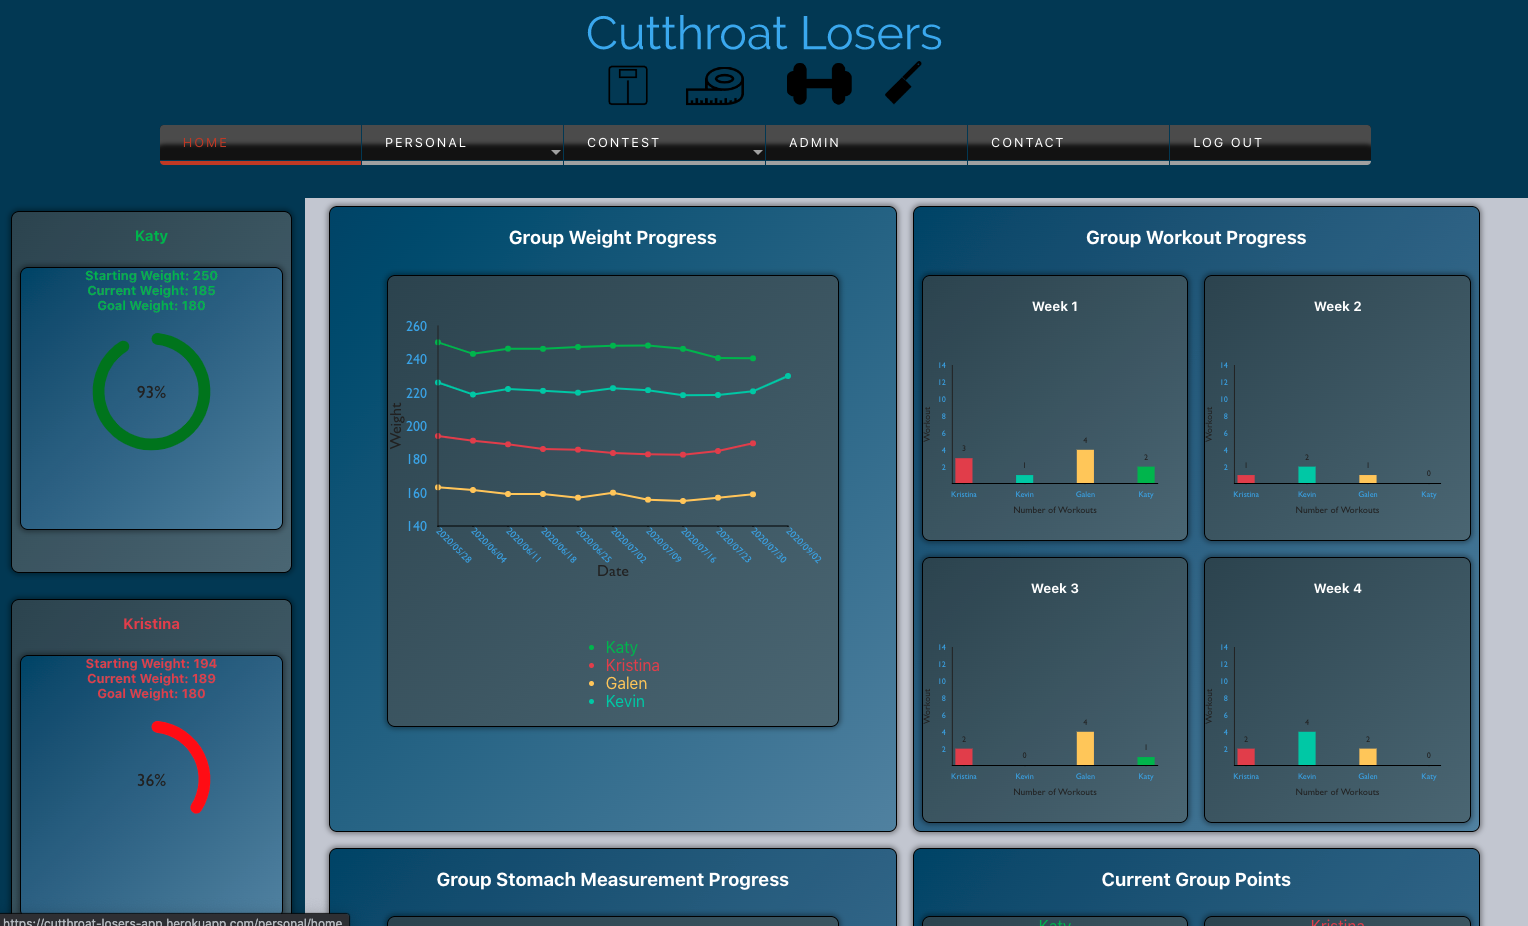 Cutthroat Losers
HOME
PERSONAL
CONTEST
ADMIN
CONTACT
LOG OUT
Katy
Starting Weight: 250
Current Weight: 185
Goal Weight: 180
93%
Kristina
Starting Weight: 194
Current Weight: 189
Goal Weight: 180
36%
https://cutthroat-losers-app.herokuapp.com/personal/home
Group Weight Progress
260
240
220
200
180
160
140
Weight
2020/05/28
2020/06/04
2020/06/11
2020/06/18
2020/06/25
2020/07/02
2020/07/09
2020/07/16
2020/07/23
2020/07/30
2020/09/02
Date
Katy
Kristina
Galen
Kevin
Group Workout Progress
Week 1
14
12
10
8
6
4
2
Workout
3
1
4
2
Kristina
Kevin
Galen
Katy
Number of Workouts
Week 2
14
12
10
8
6
4
2
Workout
1
2
1
0
Kristina
Kevin
Galen
Katy
Number of Workouts
Week 3
14
12
10
8
6
4
2
Workout
2
0
4
1
Kristina
Kevin
Galen
Katy
Number of Workouts
Week 4
14
12
10
8
6
4
2
Workout
2
4
2
0
Kristina
Kevin
Galen
Katy
Number of Workouts
Group Stomach Measurement Progress
Current Group Points
Katy
Kristina